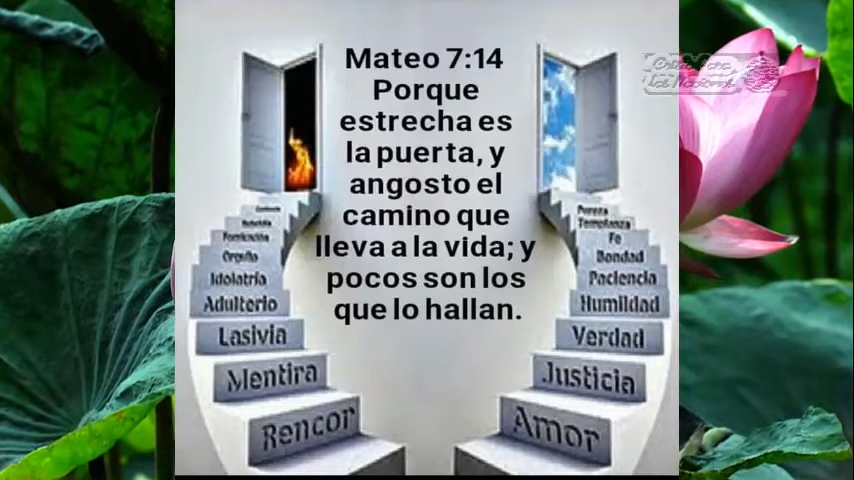 Mateo 7:14
Porque
estrecha es
la puerta, y
angosto el
camino que
lleva a la vida; y
pocos son los
que lo hallan.
Fornicación
Orgullo
Idolatría
Adulterio
Lasivia
Mentira
Rencor
Pureza
Templanza
Fe
Bondad
Paciencia
Humildad
Verdad
Justicia
Amor